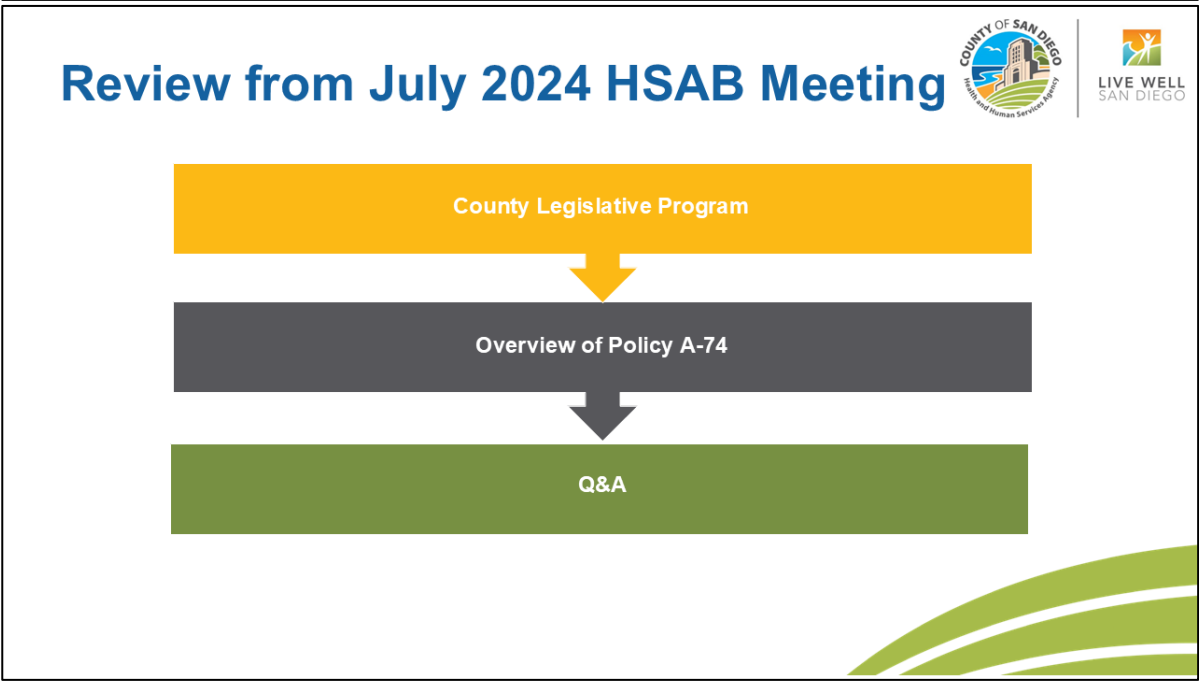 Review from July 2024 HSAB Meeting
COUNTY OF SAN DIEGO
Health and Human Services Agency
LIVE WELL
SAN DIEGO
County Legislative Program
Overview of Policy A-74
Q&A